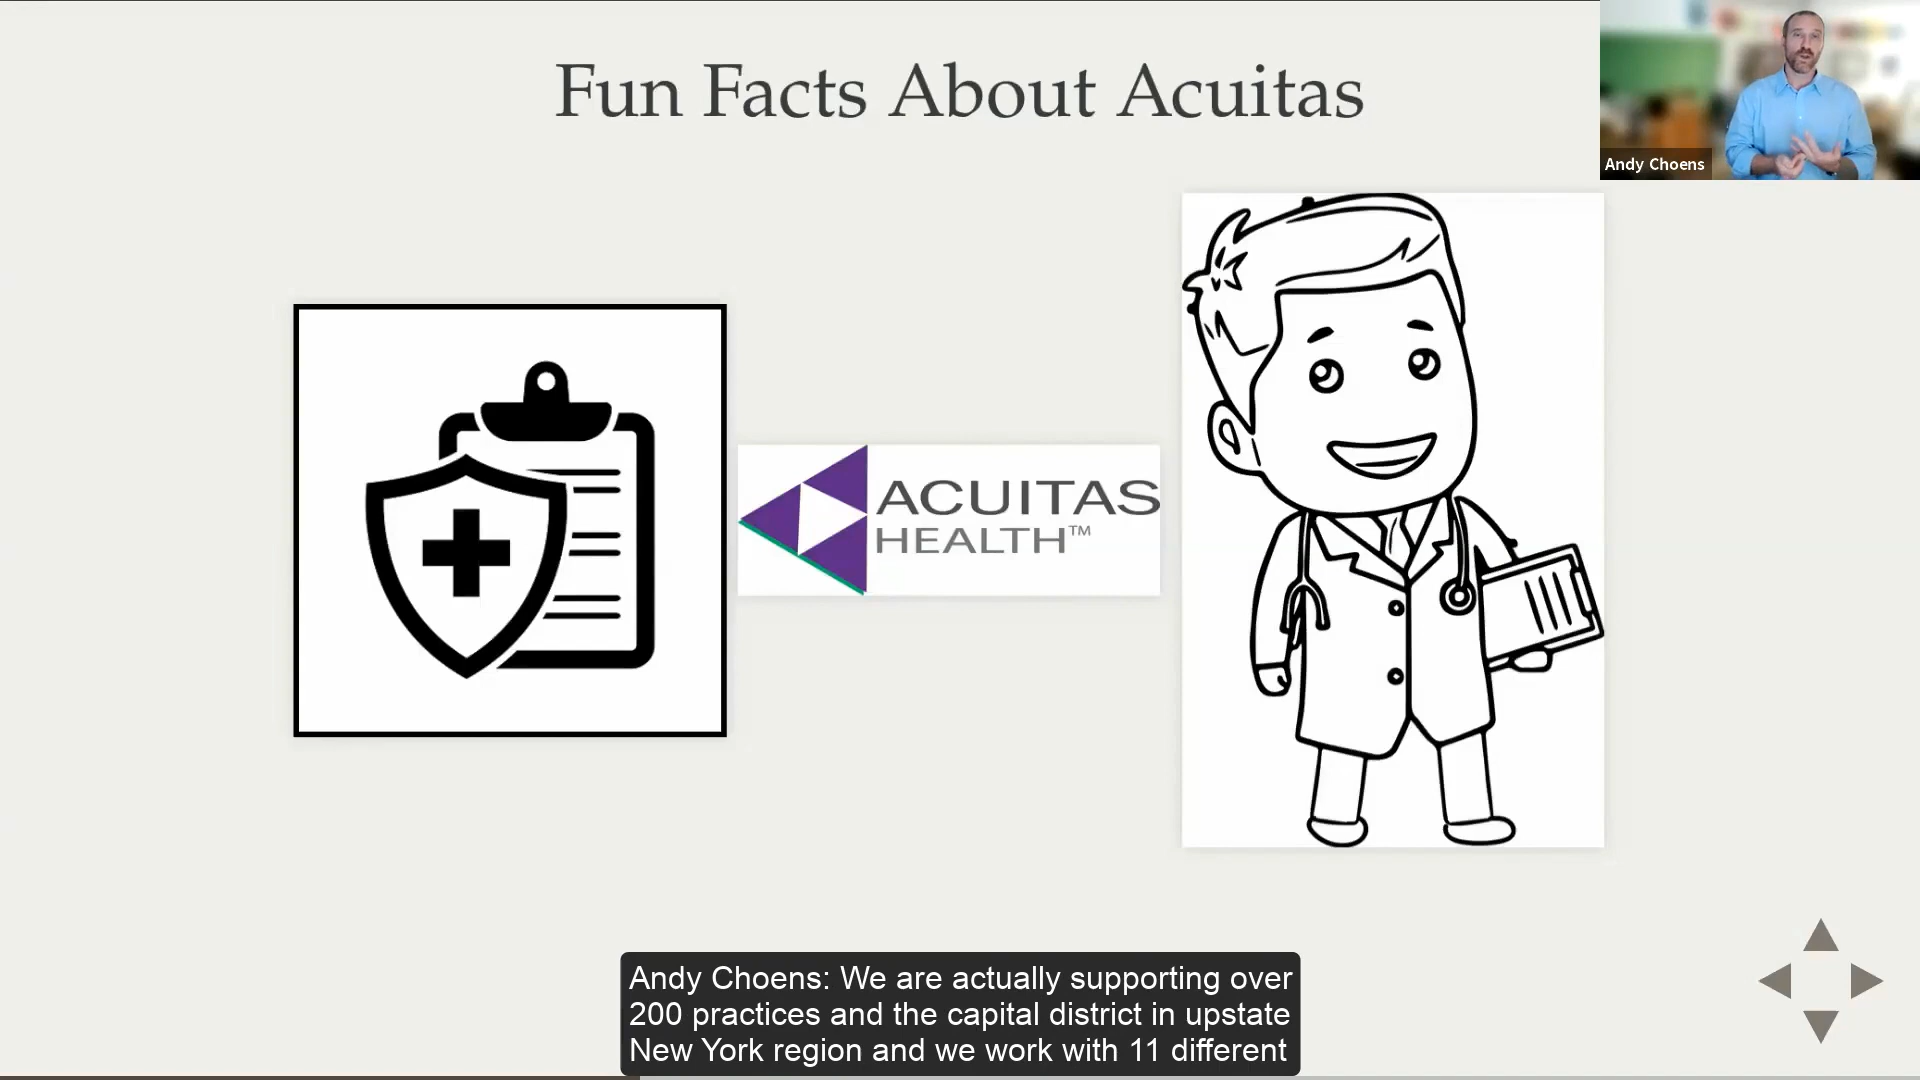 Fun Facts About Acuitas
Andy Choens
ACUITAS
HEALTH™
Andy Choens: We are actually supporting over
200 practices and the capital district in upstate
New York region and we work with 11 different